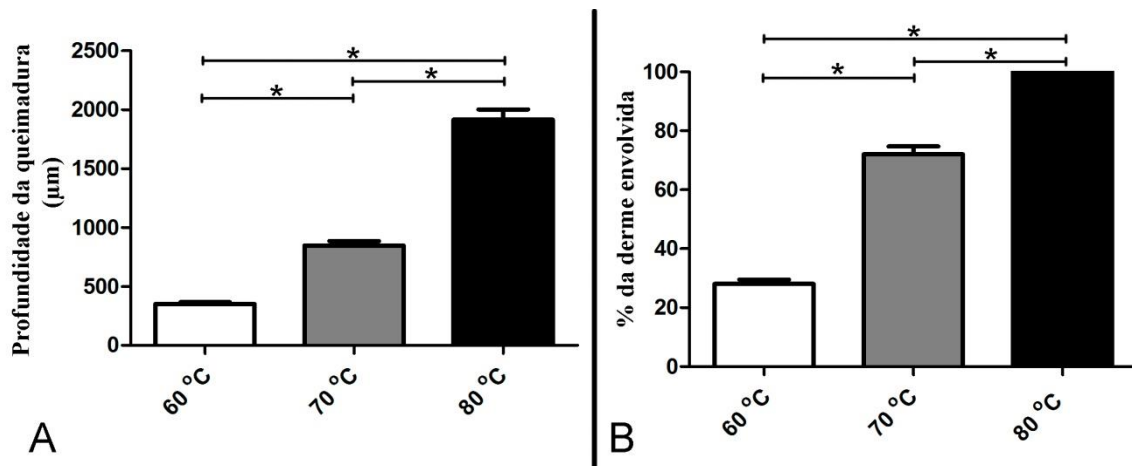 Profundidade da queimadura
(µm)
2500
2000
1500
1000
500
0
*
*
*
60 °C
70 °C
80 °C
A
% da derme envolvida
100
80
60
40
20
0
*
*
*
60 °C
70 °C
80 °C
B